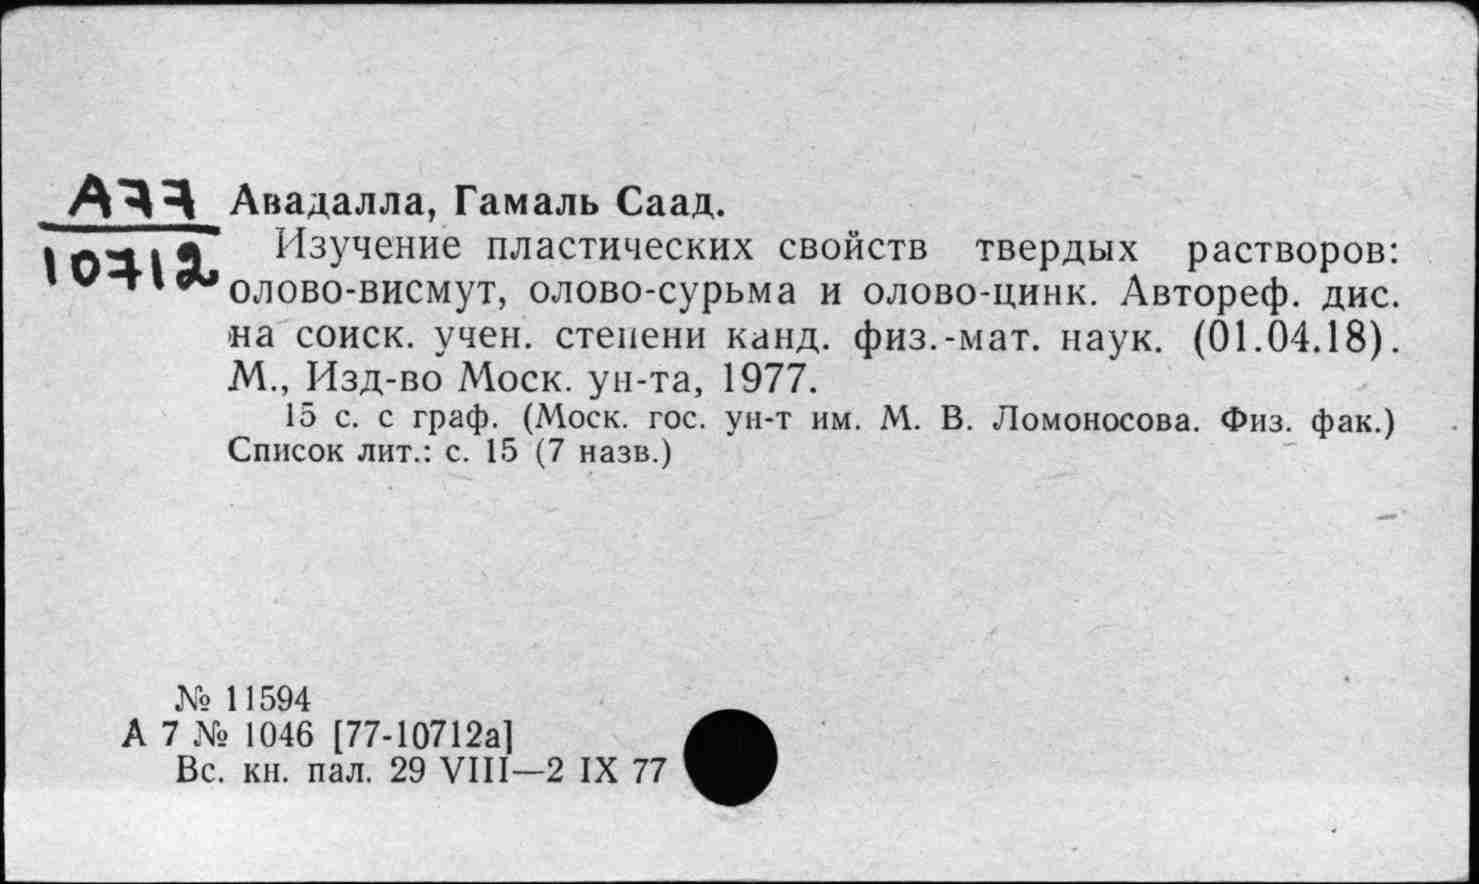 А77
10712
Авадалла, Гамаль Саад.
Изучение пластических свойств твердых растворов:
олово-висмут, олово-сурьма и олово-цинк. Автореф. дис.
на соиск. учен. степени канд. физ.-мат. наук. (01.04.18).
М., Изд-во Моск. ун-та, 1977.
15 с. с граф. (Моск. гос. ун-т им. М. В. Ломоносова. Физ. фак.)
Список лит.: с. 15 (7 назв.)
№ 11594
А 7 № 1046 [77-10712а]
Вс. кн. пал. 29 VIII—2 IX 77